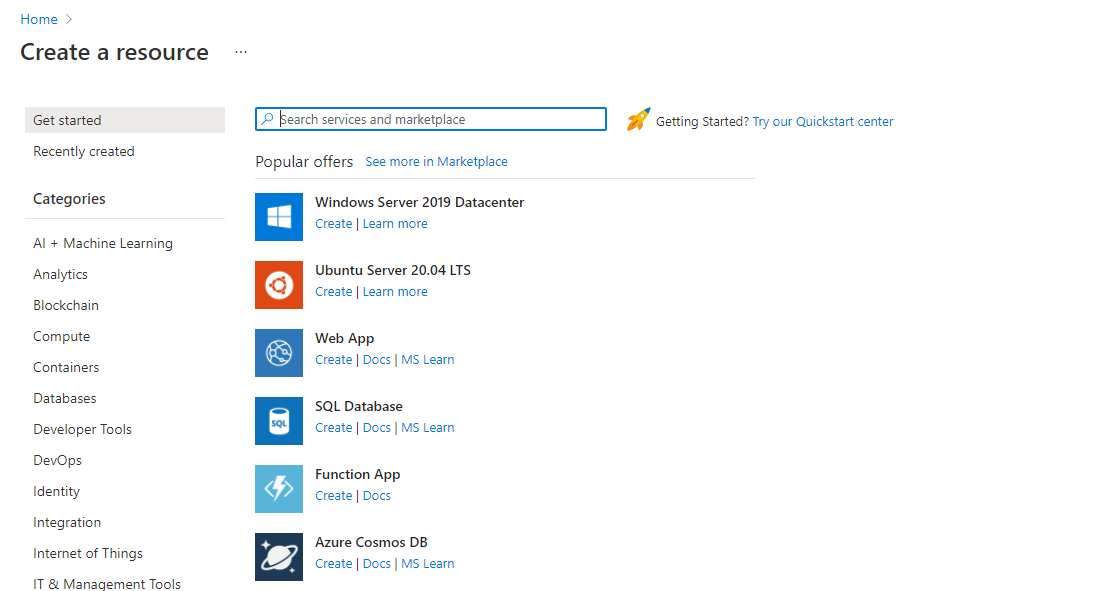 Home >
Create a resource ...
Get started
Recently created
Categories
AI + Machine Learning
Analytics
Blockchain
Compute
Containers
Databases
Developer Tools
DevOps
Identity
Integration
Internet of Things
IT & Management Tools
Search services and marketplace
Getting Started? Try our Quickstart center
Popular offers See more in Marketplace
Windows Server 2019 Datacenter
Create | Learn more
Ubuntu Server 20.04 LTS
Create | Learn more
Web App
Create | Docs | MS Learn
SQL
SQL Database
Create | Docs | MS Learn
Function App
Create | Docs
Azure Cosmos DB
Create | Docs | MS Learn